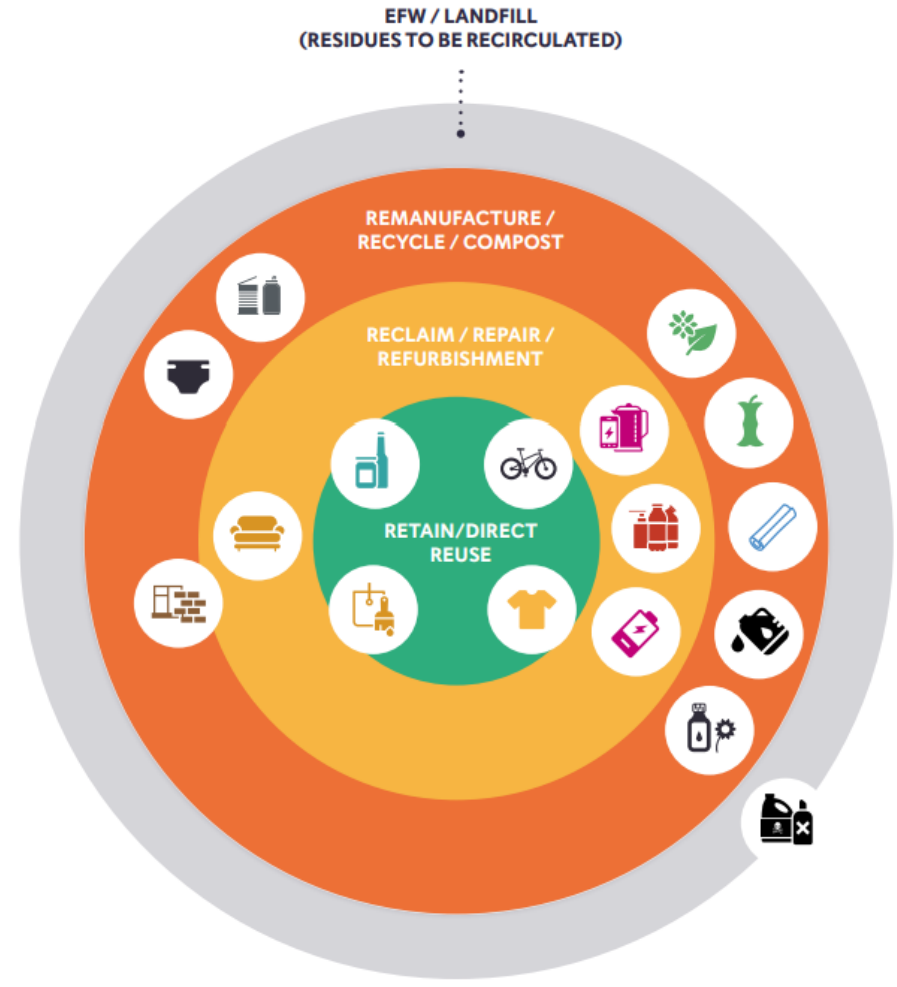 EFW / LANDFILL
(RESIDUES TO BE RECIRCULATED)
REMANUFACTURE /
RECYCLE / COMPOST
RECLAIM / REPAIR /
REFURBISHMENT
RETAIN/DIRECT
REUSE